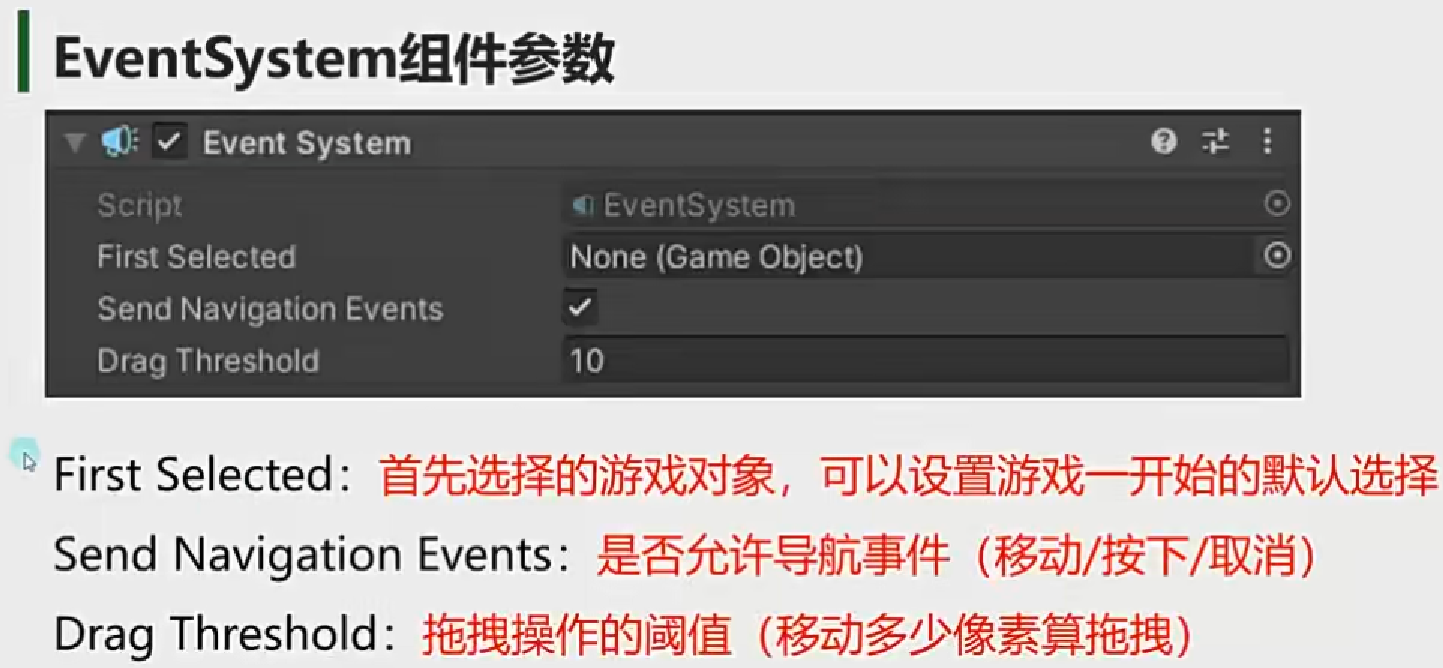 EventSystem组件参数
Event System
Script EventSystem
First Selected None (Game Object)
Send Navigation Events
Drag Threshold 10
First Selected：首先选择的游戏对象，可以设置游戏一开始的默认选择
Send Navigation Events：是否允许导航事件（移动/按下/取消）
Drag Threshold：拖拽操作的阈值（移动多少像素算拖拽）